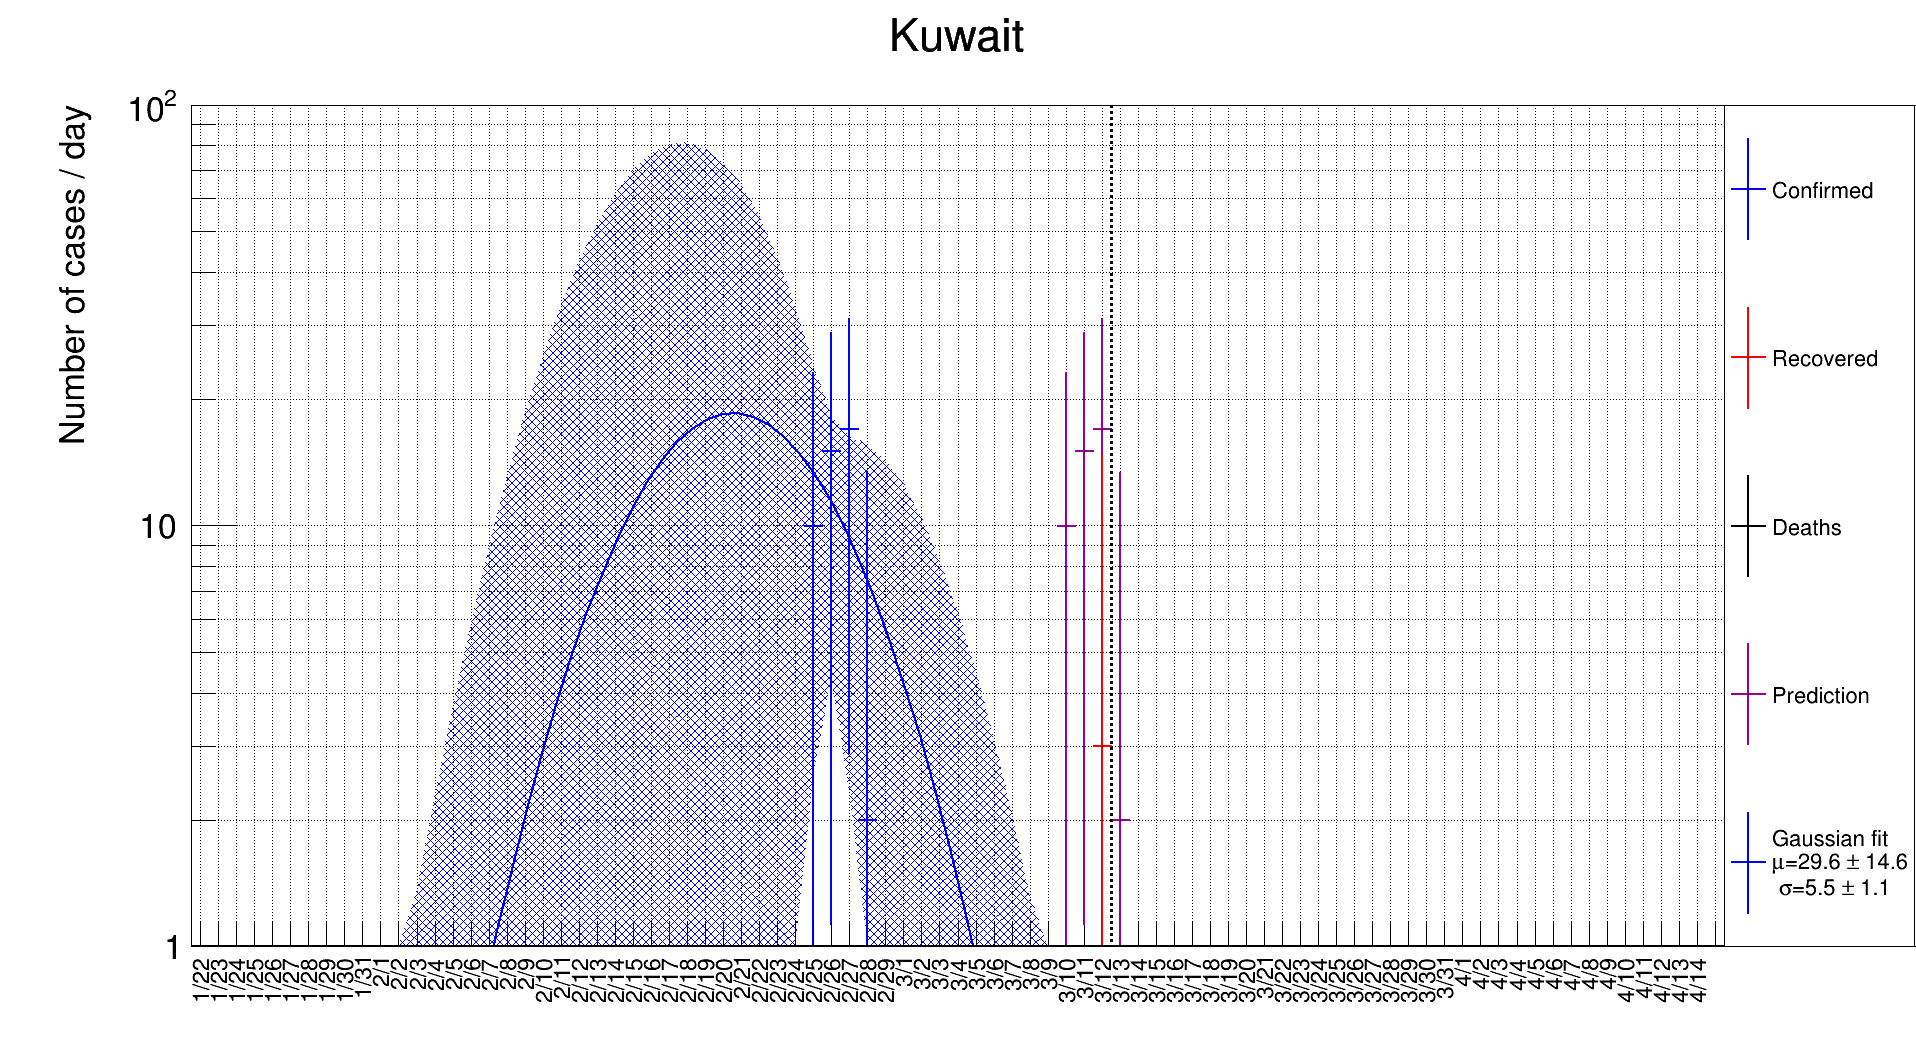 Kuwait
Number of cases / day
10²
10
1
1/22 1/23 1/24 1/25 1/26 1/27 1/28 1/29 1/30 1/31 2/1 2/2 2/3 2/4 2/5 2/6 2/7 2/8 2/9 2/10 2/11 2/12 2/13 2/14 2/15 2/16 2/17 2/18 2/19 2/20 2/21 2/22 2/23 2/24 2/25 2/26 2/27 2/28 2/29 3/1 3/2 3/3 3/4 3/5 3/6 3/7 3/8 3/9 3/10 3/11 3/12 3/13 3/14 3/15 3/16 3/17 3/18 3/19 3/20 3/21 3/22 3/23 3/24 3/25 3/26 3/27 3/28 3/29 3/30 3/31 4/1 4/2 4/3 4/4 4/5 4/6 4/7 4/8 4/9 4/10 4/11 4/12 4/13 4/14
Confirmed
Recovered
Deaths
Prediction
Gaussian fit
μ=29.6 ± 14.6
σ=5.5 ± 1.1